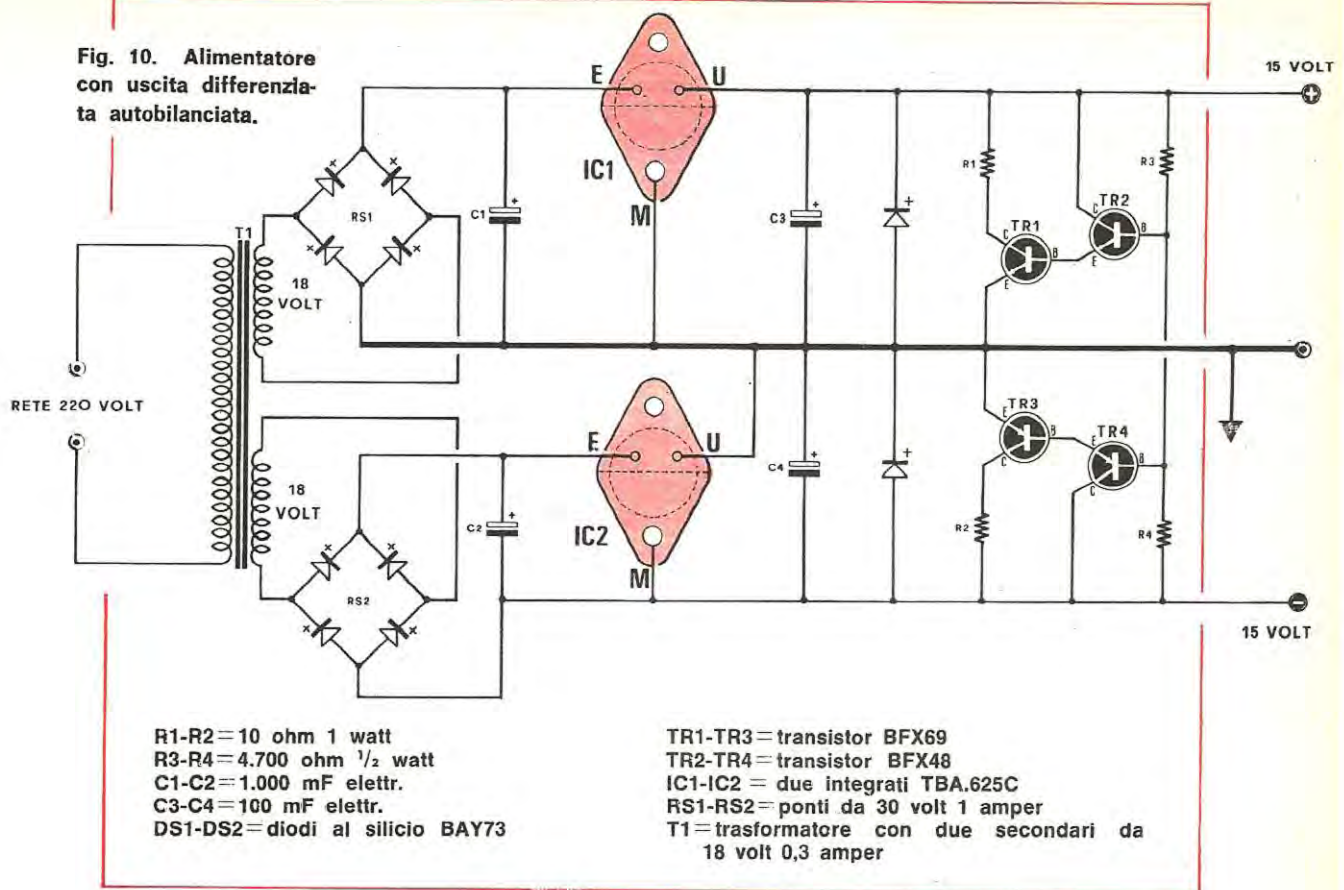 Fig. 10. Alimentatore
con uscita differenzia-
ta autobilanciata.
15 VOLT
+
E
U
IC1
M
RS1
C1
+
C3
+
+
R1
TR1
C
B
E
TR2
C
B
E
R3
T1
18
VOLT
RETE 220 VOLT
18
VOLT
RS2
C2
+
E
U
IC2
M
C4
+
+
TR3
E
B
C
TR4
E
B
C
R2
R4
-
15 VOLT
R1-R2=10 ohm 1 watt
R3-R4=4.700 ohm 1/2 watt
C1-C2=1.000 mF elettr.
C3-C4=100 mF elettr.
DS1-DS2=diodi al silicio BAY73
TR1-TR3=transistor BFX69
TR2-TR4=transistor BFX48
IC1-IC2 = due integrati TBA.625C
RS1-RS2=ponti da 30 volt 1 amper
T1=trasformatore con due secondari da
18 volt 0,3 amper